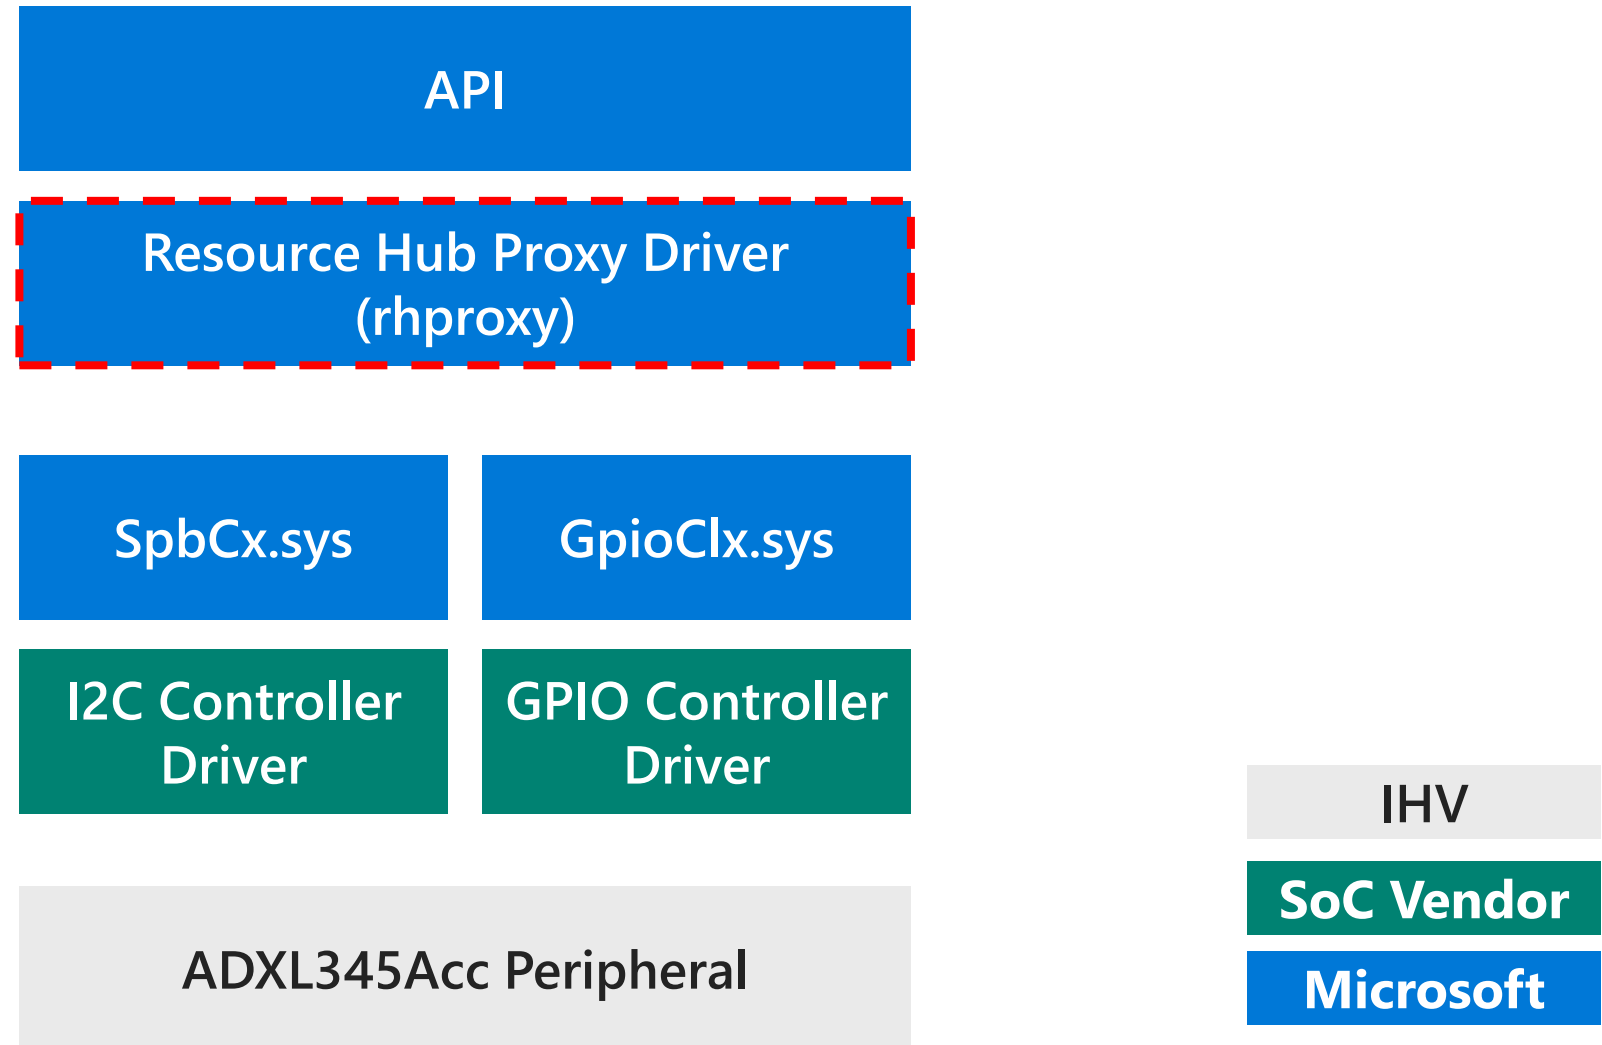 API
Resource Hub Proxy Driver
(rhproxy)
SpbCx.sys
GpioClx.sys
I2C Controller
Driver
GPIO Controller
Driver
ADXL345Acc Peripheral
IHV
SoC Vendor
Microsoft